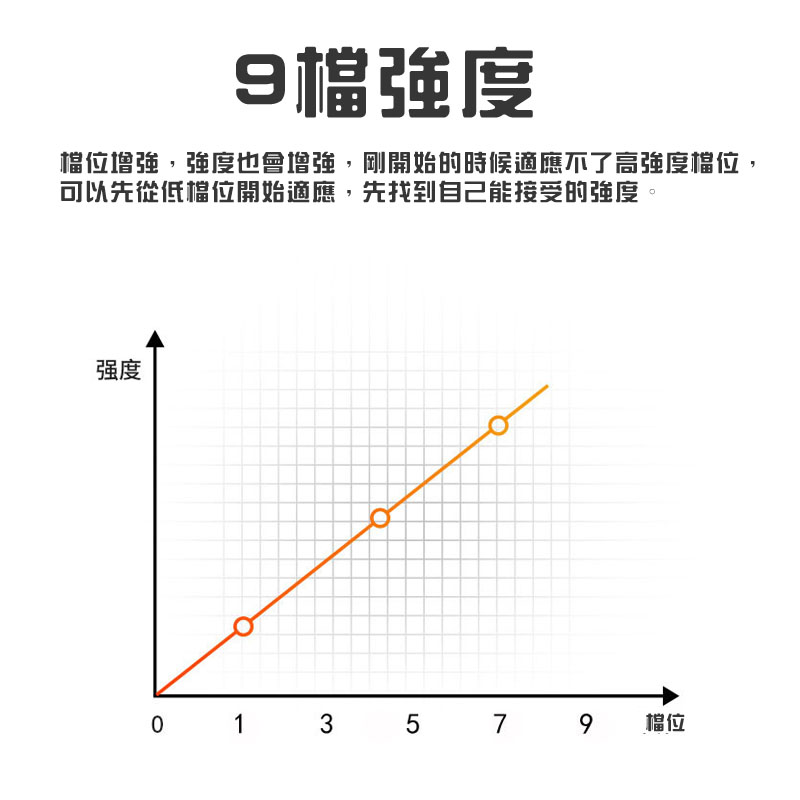 9檔強度
檔位增強，強度也會增強，剛開始的時候適應不了高強度檔位，
可以先從低檔位開始適應，先找到自己能接受的強度。
强度
0 1 3 5 7 9 檔位